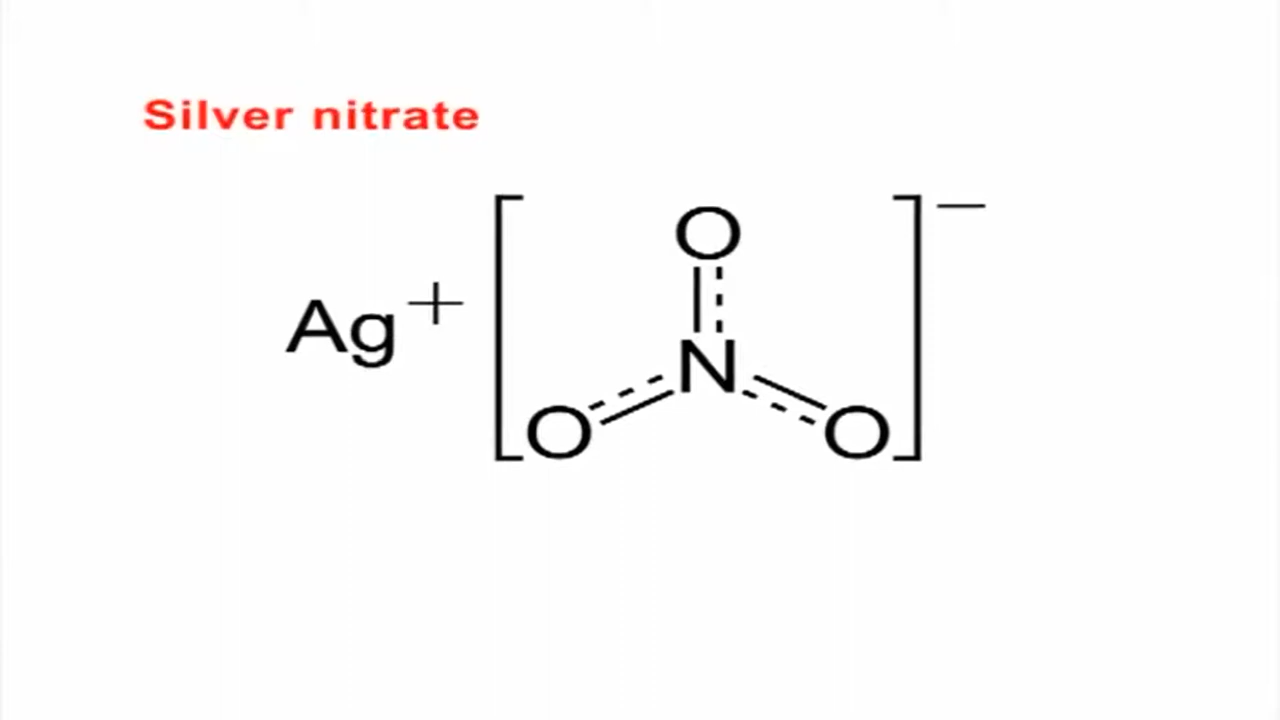 Silver nitrate
O
Ag+ [ N ]−
O O